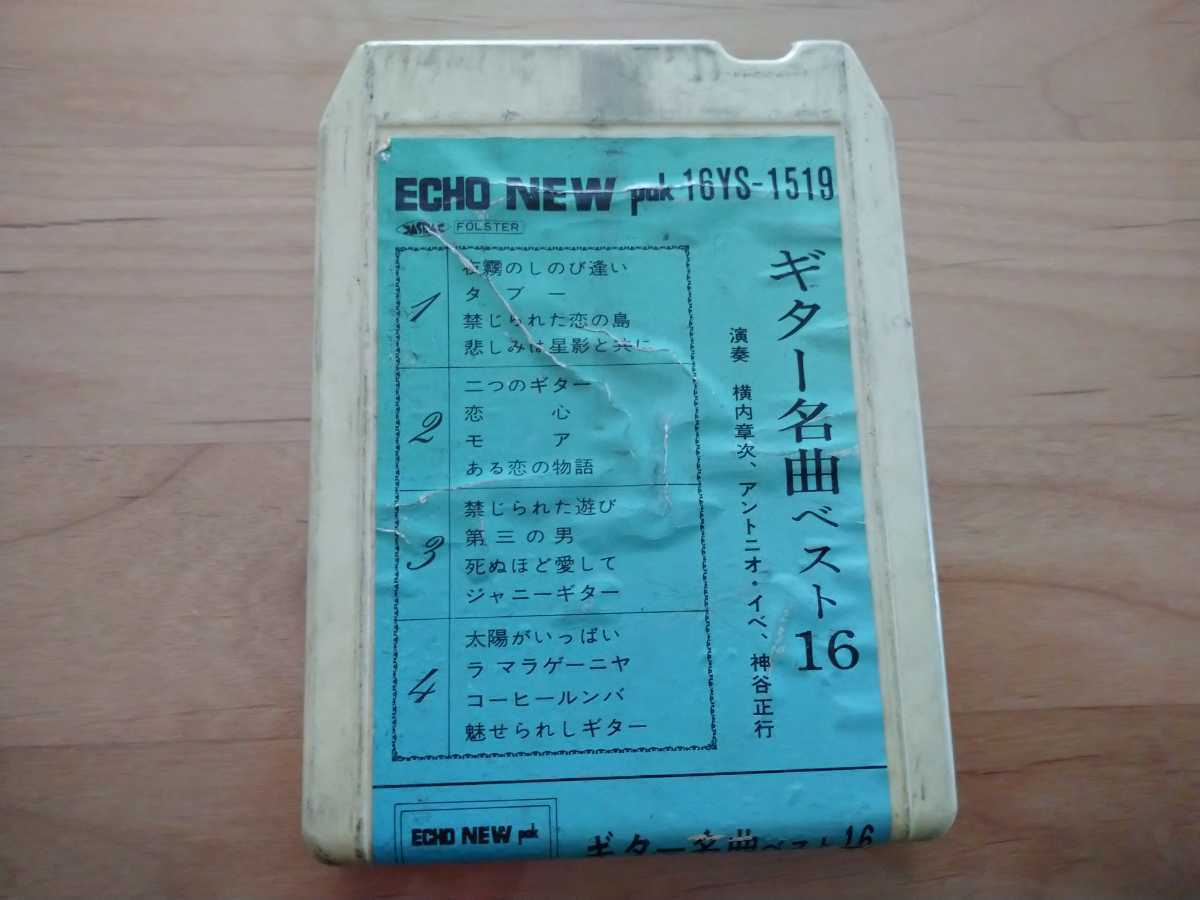 ECHO NEW pak 16YS-1519
JASRAC FOLSTER
ギター名曲ベスト16
演奏 横内章次、アントニオ・イベ、神谷正行
1
夜霧のしのび逢い
タブー
禁じられた恋の島
悲しみは星影と共に
2
二つのギター
恋心
モア
ある恋の物語
3
禁じられた遊び
第三の男
死ぬほど愛して
ジャニーギター
4
太陽がいっぱい
ラ マラゲーニヤ
コーヒールンバ
魅せられしギター
ECHO NEW pak
ギター名曲ベスト16